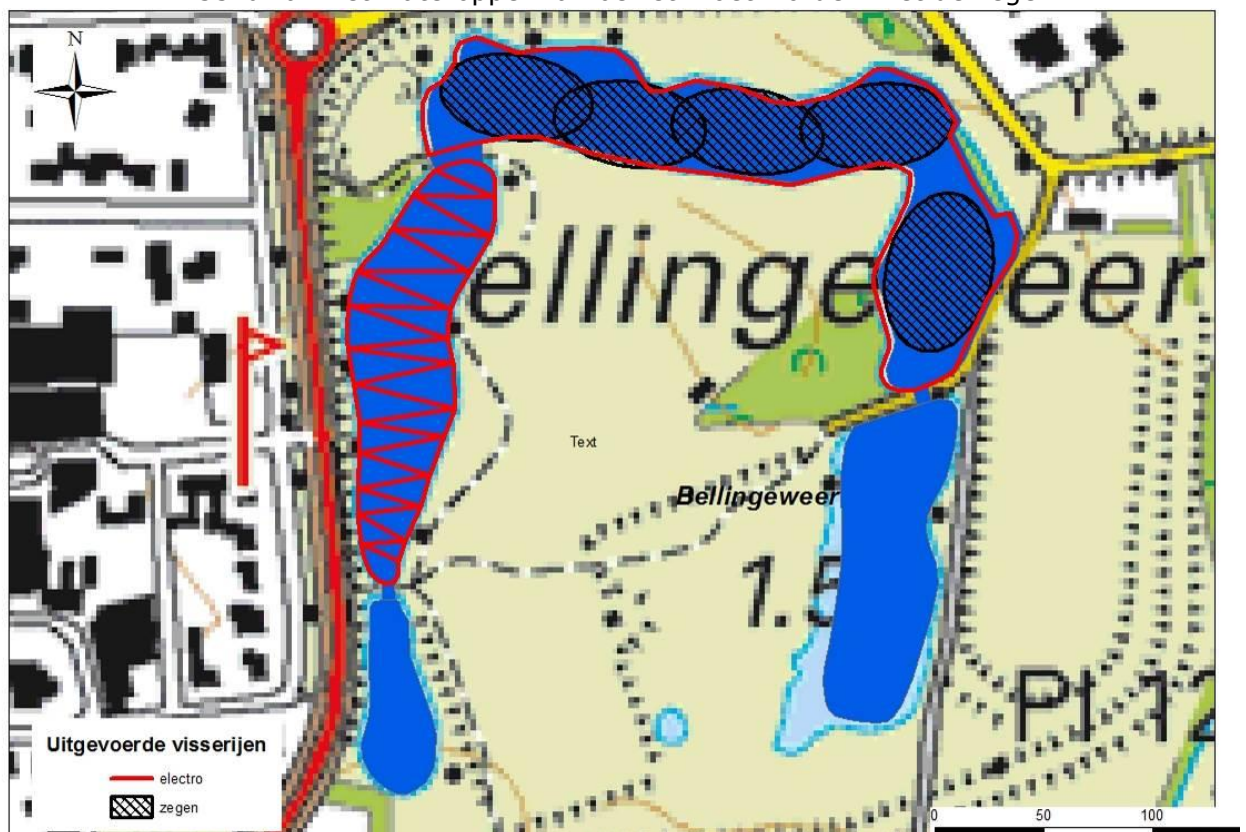 N
ellingeweer
Text
Bellingeweer
1.5
Pl 12
Uitgevoerde visserijen
electro
zegen
0 50 100